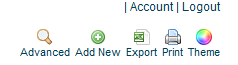 | Account | Logout
Advanced Add New Export Print Theme